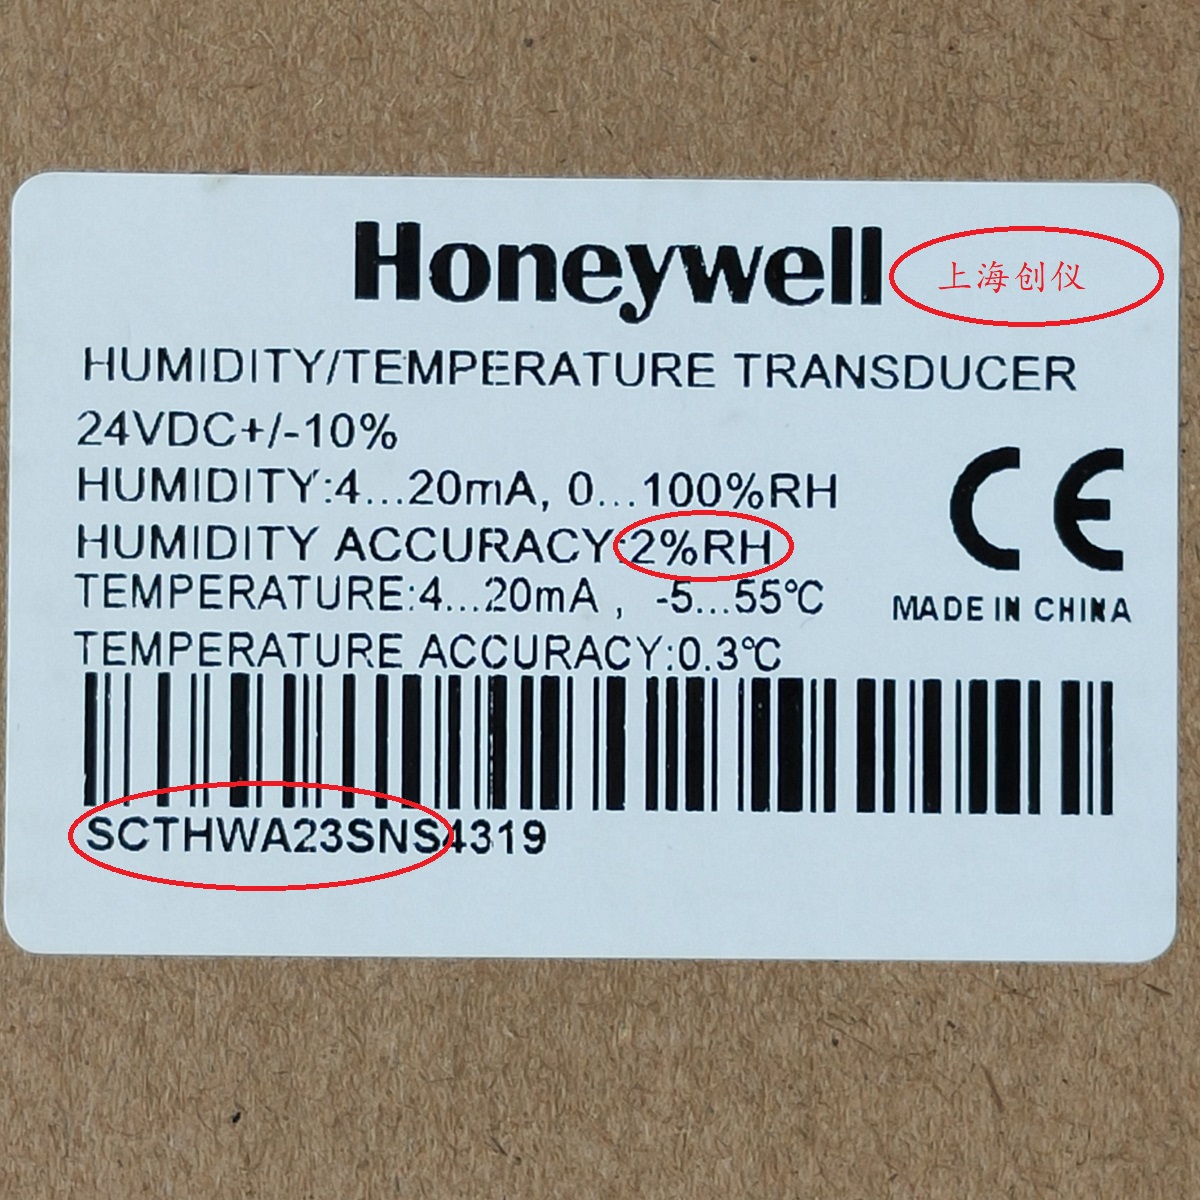 Honeywell 上海创仪
HUMIDITY/TEMPERATURE TRANSDUCER
24VDC+/-10%
HUMIDITY:4...20mA, 0...100%RH
HUMIDITY ACCURACY:2%RH
TEMPERATURE:4...20mA , -5...55℃
TEMPERATURE ACCURACY:0.3℃
CE
MADE IN CHINA
SCTHWA23SNS4319